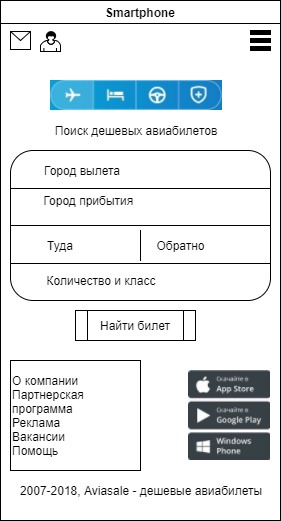 Smartphone
Поиск дешевых авиабилетов
Город вылета
Город прибытия
Туда
Обратно
Количество и класс
Найти билет
О компании
Партнерская
программа
Реклама
Вакансии
Помощь
Скачайте в
App Store
Скачайте в
Google Play
Windows
Phone
2007-2018, Aviasale - дешевые авиабилеты